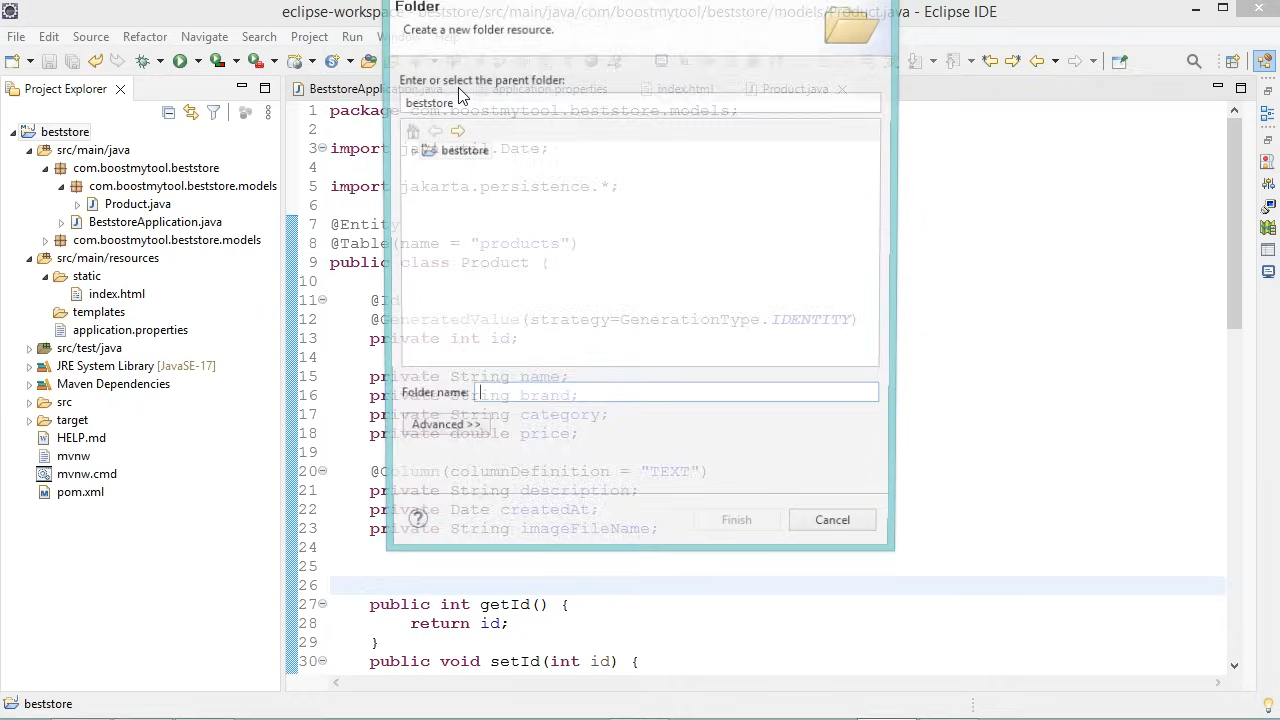 eclipse-workspace - beststore/src/main/java/com/boostmytool/beststore/models/Product.java - Eclipse IDE
File Edit Source Refactor Navigate Search Project Run Window Help
Project Explorer
beststore
src/main/java
com.boostmytool.beststore
com.boostmytool.beststore.models
Product.java
BeststoreApplication.java
com.boostmytool.beststore.models
src/main/resources
static
index.html
templates
application.properties
src/test/java
JRE System Library [JavaSE-17]
Maven Dependencies
src
target
HELP.md
mvnw
mvnw.cmd
pom.xml
BeststoreApplication.java application.properties index.html Product.java
1 package com.boostmytool.beststore.models;
2
3 import java.util.Date;
4
5 import jakarta.persistence.*;
6
7 @Entity
8 @Table(name = "products")
9 public class Product {
10
11 @Id
12 @GeneratedValue(strategy=GenerationType.IDENTITY)
13 private int id;
14
15 private String name;
16 private String brand;
17 private String category;
18 private double price;
19
20 @Column(columnDefinition = "TEXT")
21 private String description;
22 private Date createdAt;
23 private String imageFileName;
24
25
26
27 public int getId() {
28 return id;
29 }
30 public void setId(int id) {
Folder
Create a new folder resource.
Enter or select the parent folder:
beststore
beststore
Folder name:
Advanced >>
Finish
Cancel
beststore